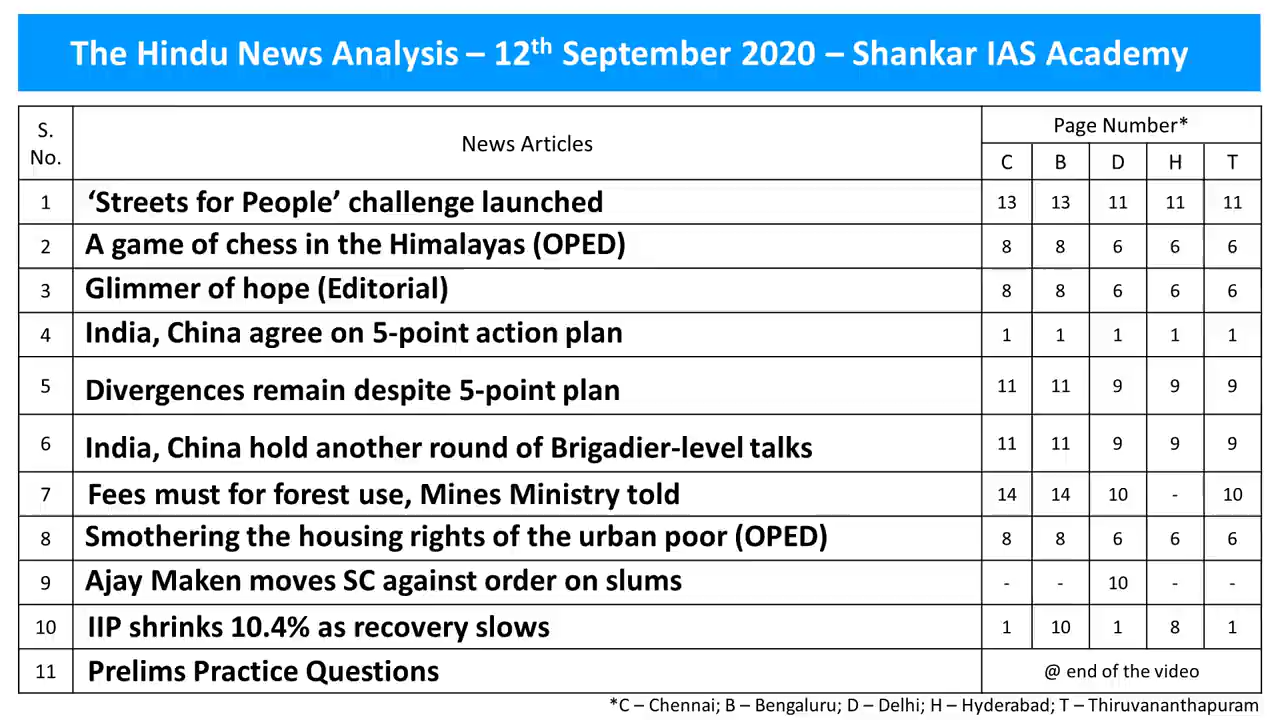 The Hindu News Analysis – 12th September 2020 – Shankar IAS Academy
S. No. News Articles Page Number*
C B D H T
1 ‘Streets for People’ challenge launched 13 13 11 11 11
2 A game of chess in the Himalayas (OPED) 8 8 6 6 6
3 Glimmer of hope (Editorial) 8 8 6 6 6
4 India, China agree on 5-point action plan 1 1 1 1 1
5 Divergences remain despite 5-point plan 11 11 9 9 9
6 India, China hold another round of Brigadier-level talks 11 11 9 9 9
7 Fees must for forest use, Mines Ministry told 14 14 10 - 10
8 Smothering the housing rights of the urban poor (OPED) 8 8 6 6 6
9 Ajay Maken moves SC against order on slums - - 10 - -
10 IIP shrinks 10.4% as recovery slows 1 10 1 8 1
11 Prelims Practice Questions @ end of the video
*C – Chennai; B – Bengaluru; D – Delhi; H – Hyderabad; T – Thiruvananthapuram